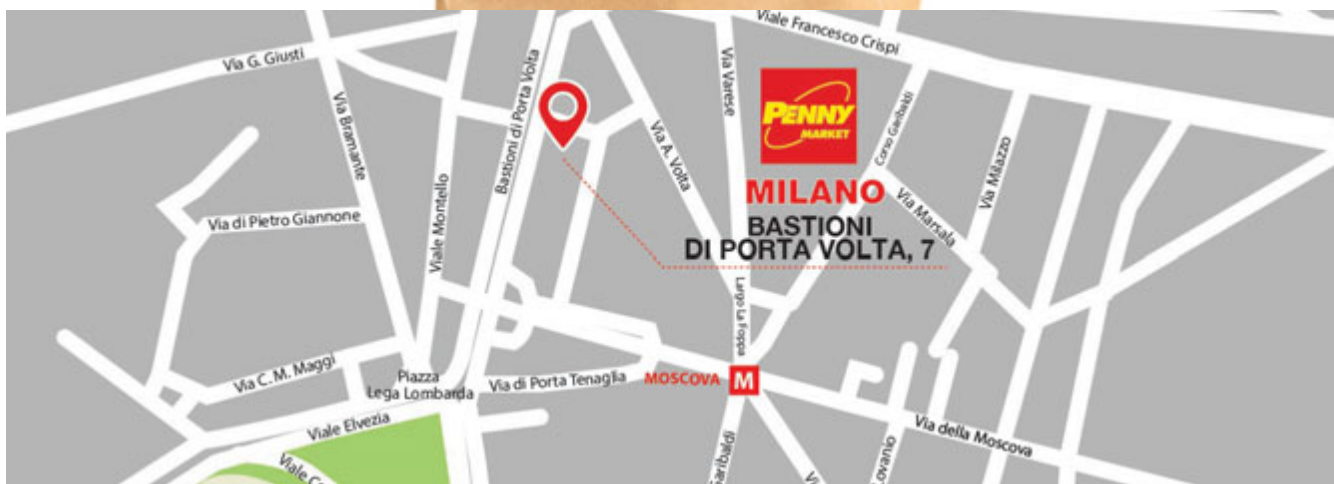 Viale Francesco Crispi
Via G. Giusti
Bastioni di Porta Volta
Via Varese
PENNY
MARKET
Corso Garibaldi
Via Bramante
Via A. Volta
Via Milazzo
MILANO
BASTIONI
DI PORTA VOLTA, 7
Via Marsala
Via di Pietro Giannone
Viale Montello
Largo La Foppa
Via C. M. Maggi
Piazza
Lega Lombarda
Via di Porta Tenaglia
MOSCOVA M
Viale Elvezia
Via della Moscova
Garibaldi
Lovanio
Viale